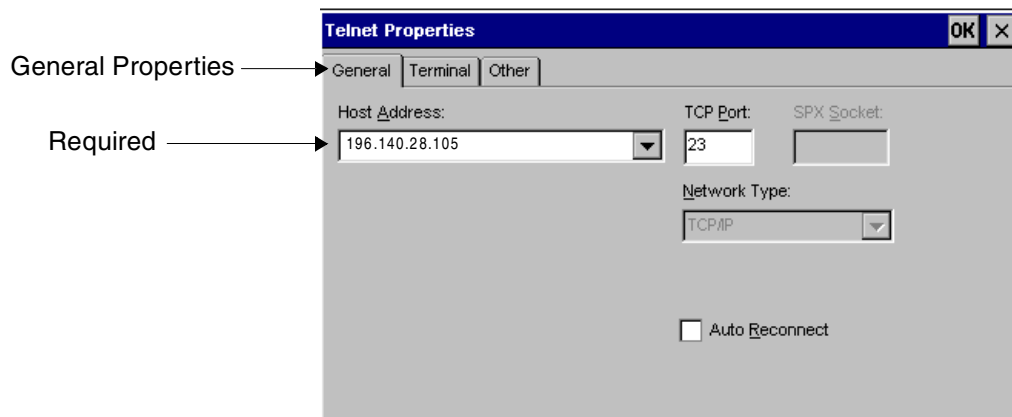 Telnet Properties OK ×
General Properties
General Terminal Other
Host Address: TCP Port: SPX Socket:
Required
196.140.28.105 23
Network Type:
TCP/IP
Auto Reconnect